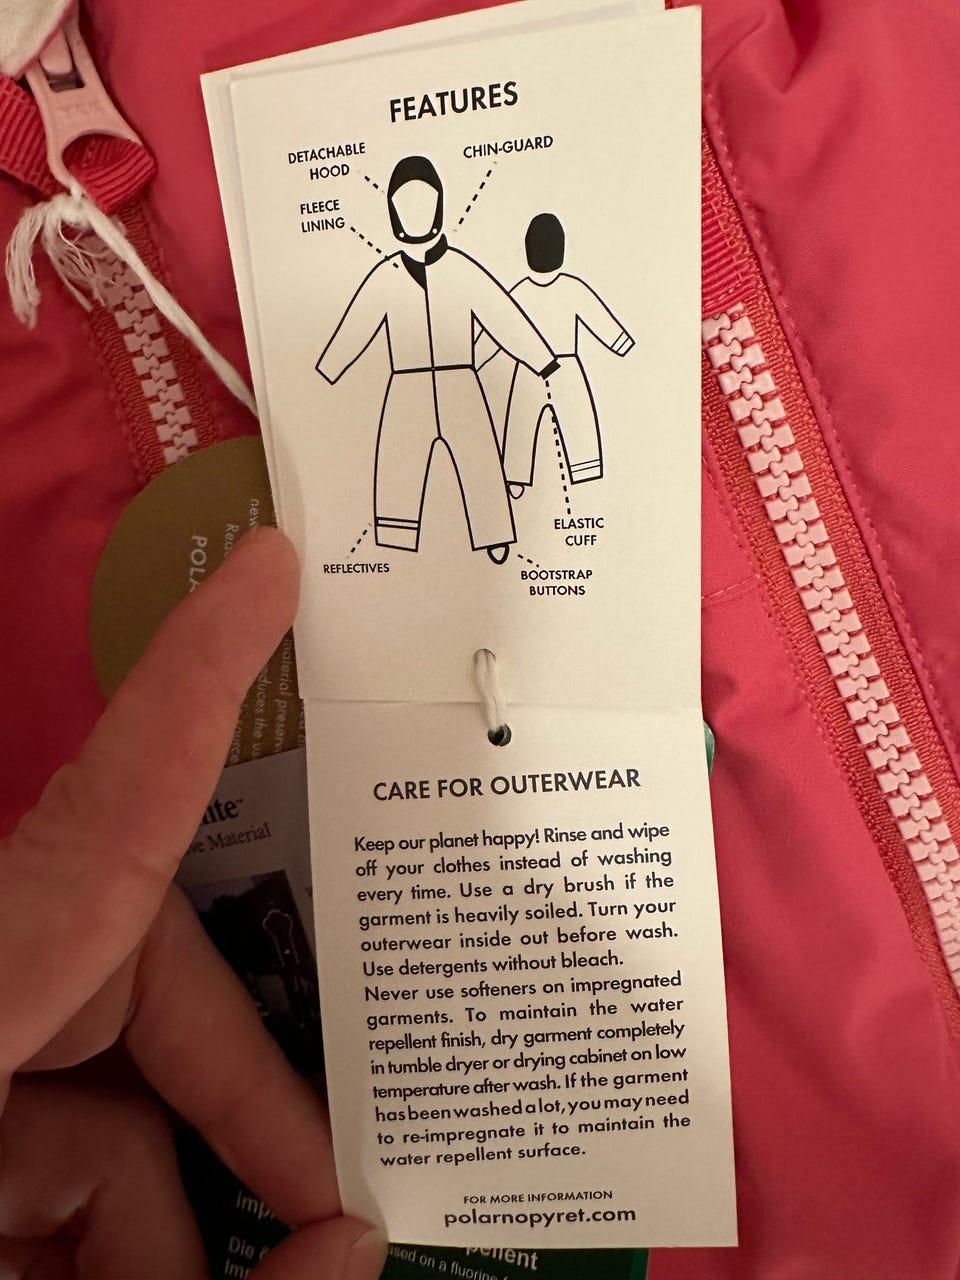 FEATURES
DETACHABLE
HOOD
CHIN-GUARD
FLEECE
LINING
ELASTIC
CUFF
REFLECTIVES
BOOTSTRAP
BUTTONS
CARE FOR OUTERWEAR
Keep our planet happy! Rinse and wipe
off your clothes instead of washing
every time. Use a dry brush if the
garment is heavily soiled. Turn your
outerwear inside out before wash.
Use detergents without bleach.
Never use softeners on impregnated
garments. To maintain the water
repellent finish, dry garment completely
in tumble dryer or drying cabinet on low
temperature after wash. If the garment
has been washed a lot, you may need
to re-impregnate it to maintain the
water repellent surface.
FOR MORE INFORMATION
polarnopyret.com
YKK
Material
Die
on a